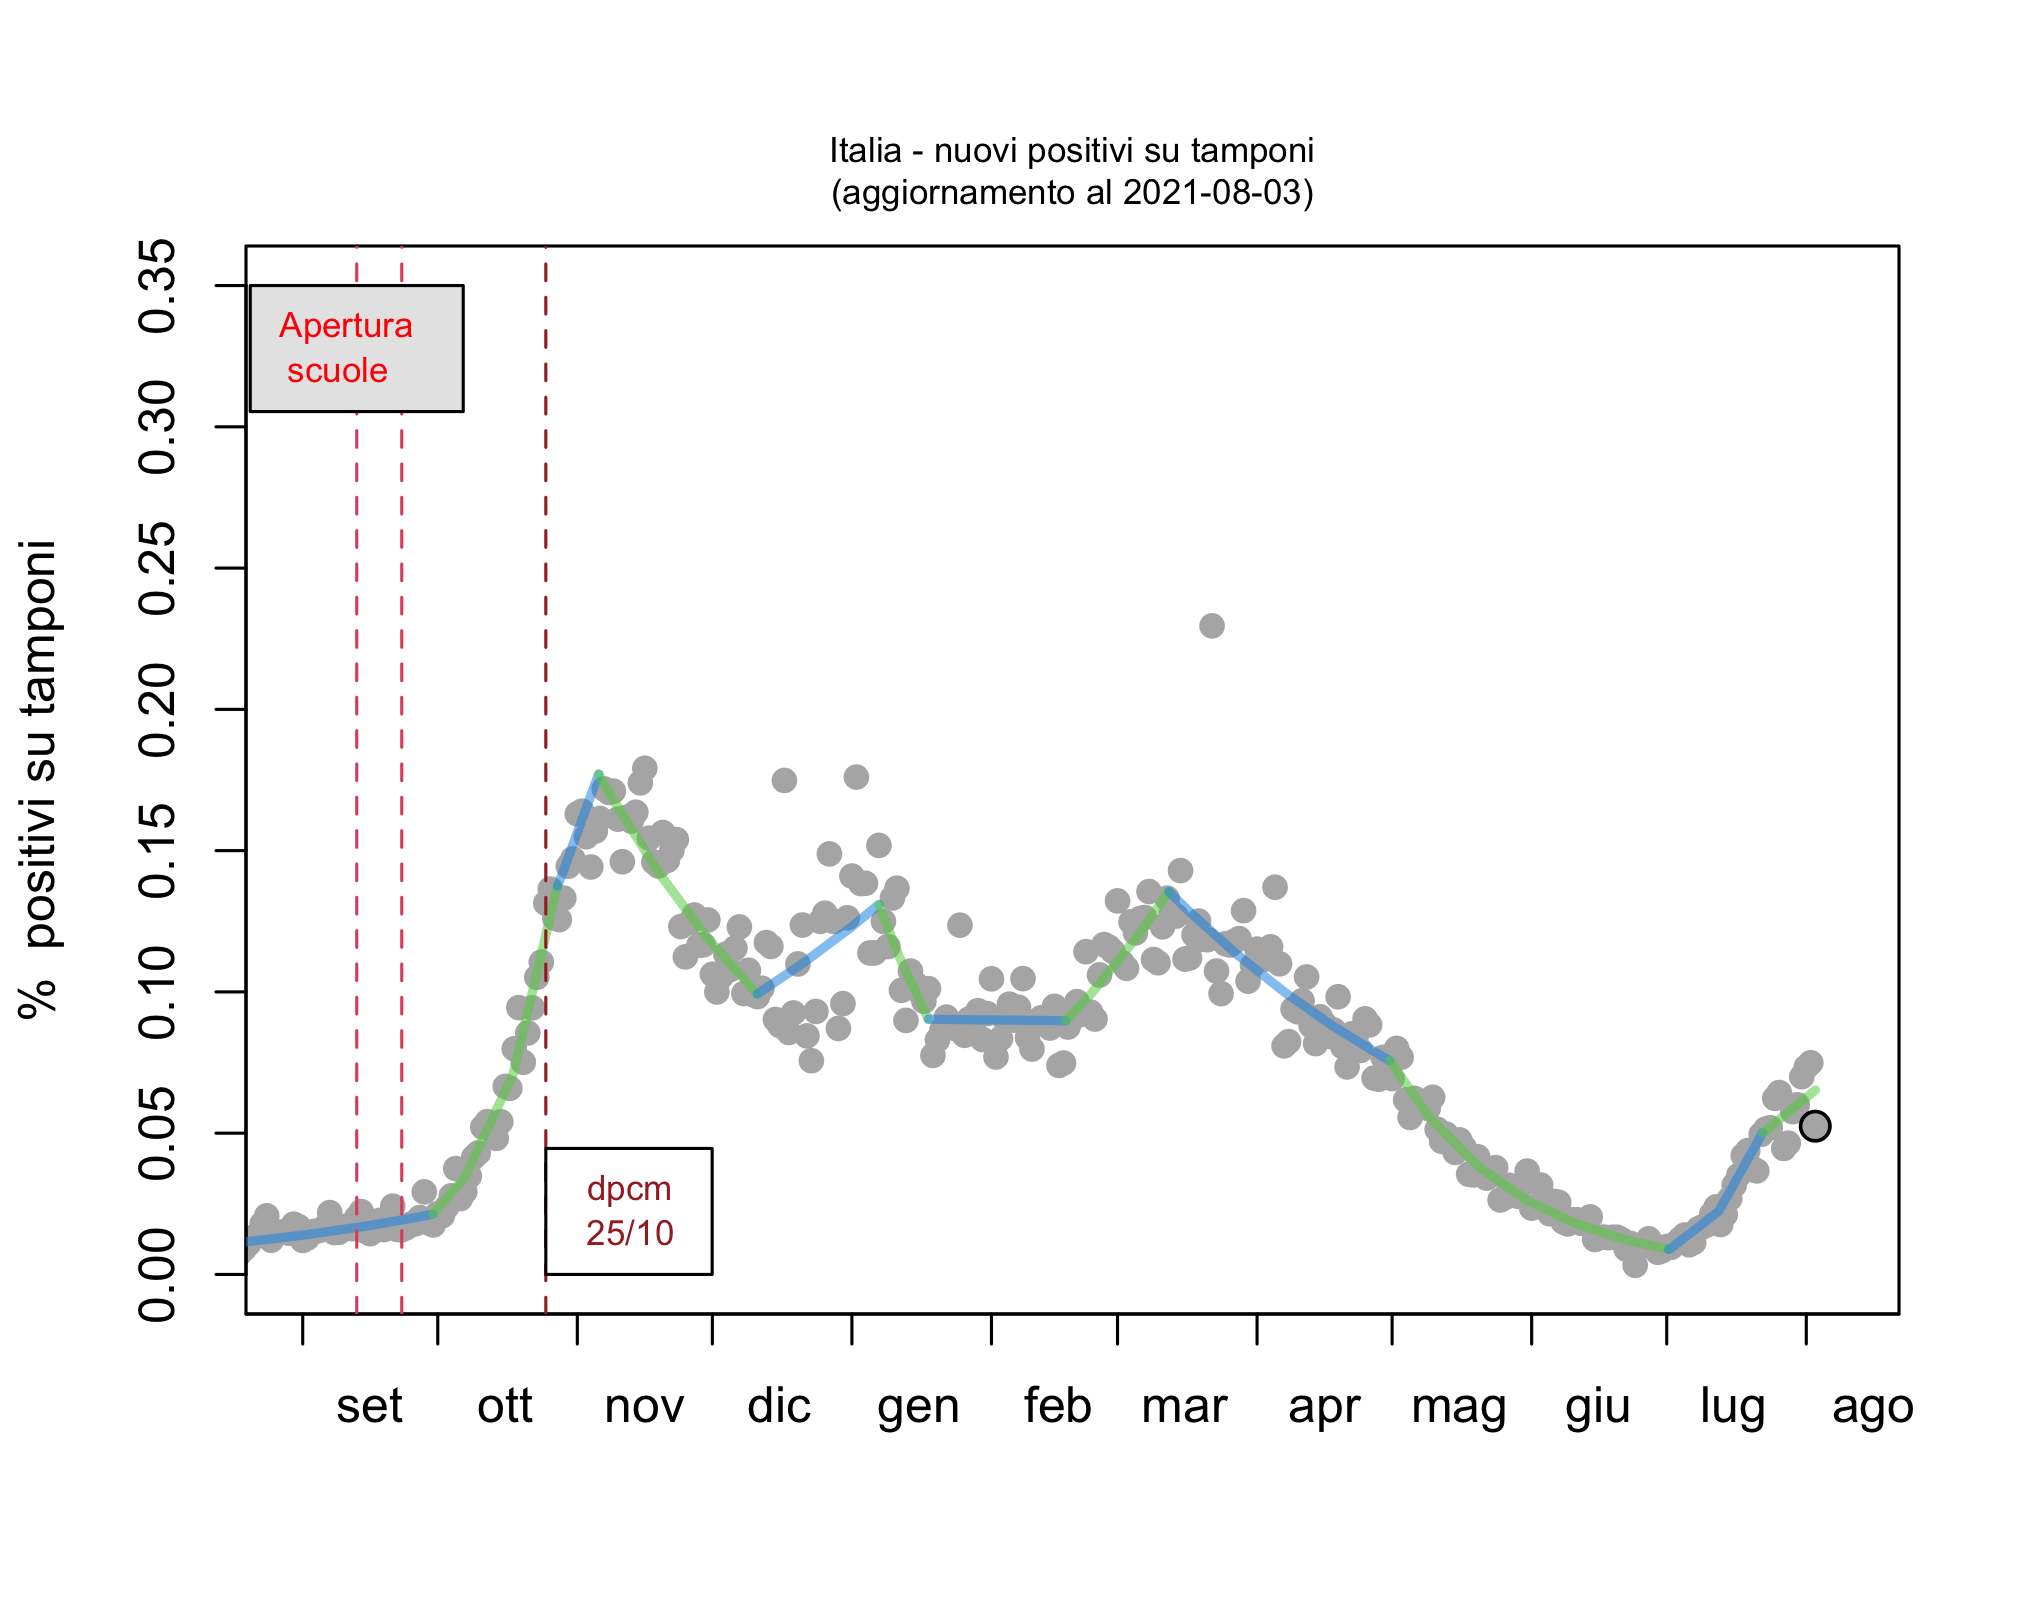 Italia - nuovi positivi su tamponi
(aggiornamento al 2021-08-03)
% positivi su tamponi
0.35
0.30
0.25
0.20
0.15
0.10
0.05
0.00
Apertura
scuole
dpcm
25/10
set ott nov dic gen feb mar apr mag giu lug ago